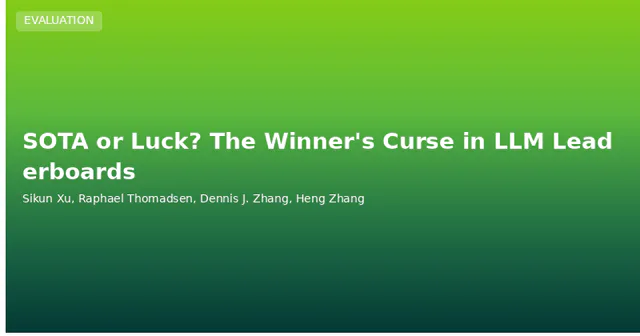 EVALUATION
SOTA or Luck? The Winner's Curse in LLM Lead
erboards
Sikun Xu, Raphael Thomadsen, Dennis J. Zhang, Heng Zhang